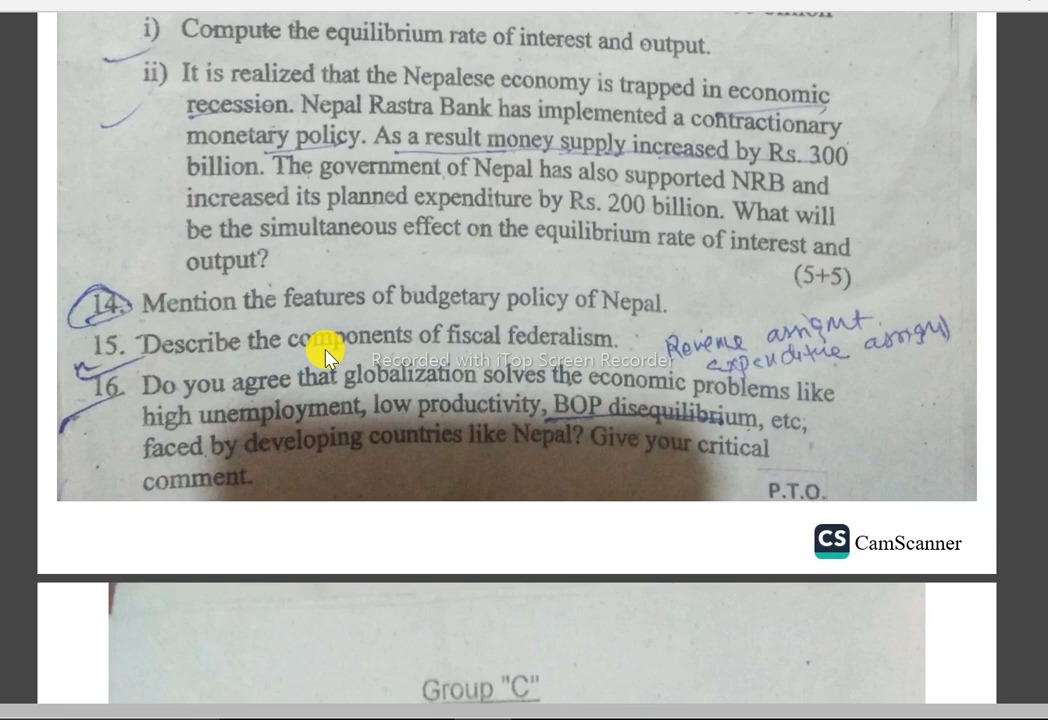 i) Compute the equilibrium rate of interest and output.
ii) It is realized that the Nepalese economy is trapped in economic
recession. Nepal Rastra Bank has implemented a contractionary
monetary policy. As a result money supply increased by Rs. 300
billion. The government of Nepal has also supported NRB and
increased its planned expenditure by Rs. 200 billion. What will
be the simultaneous effect on the equilibrium rate of interest and
output?
(5+5)
14. Mention the features of budgetary policy of Nepal.
15. Describe the components of fiscal federalism.
Revenue assignt
expenditure assign)
Recorded with iTop Screen Recorder
16. Do you agree that globalization solves the economic problems like
high unemployment, low productivity, BOP disequilibrium, etc,
faced by developing countries like Nepal? Give your critical
comment.
P.T.O.
CS CamScanner
Group "C"